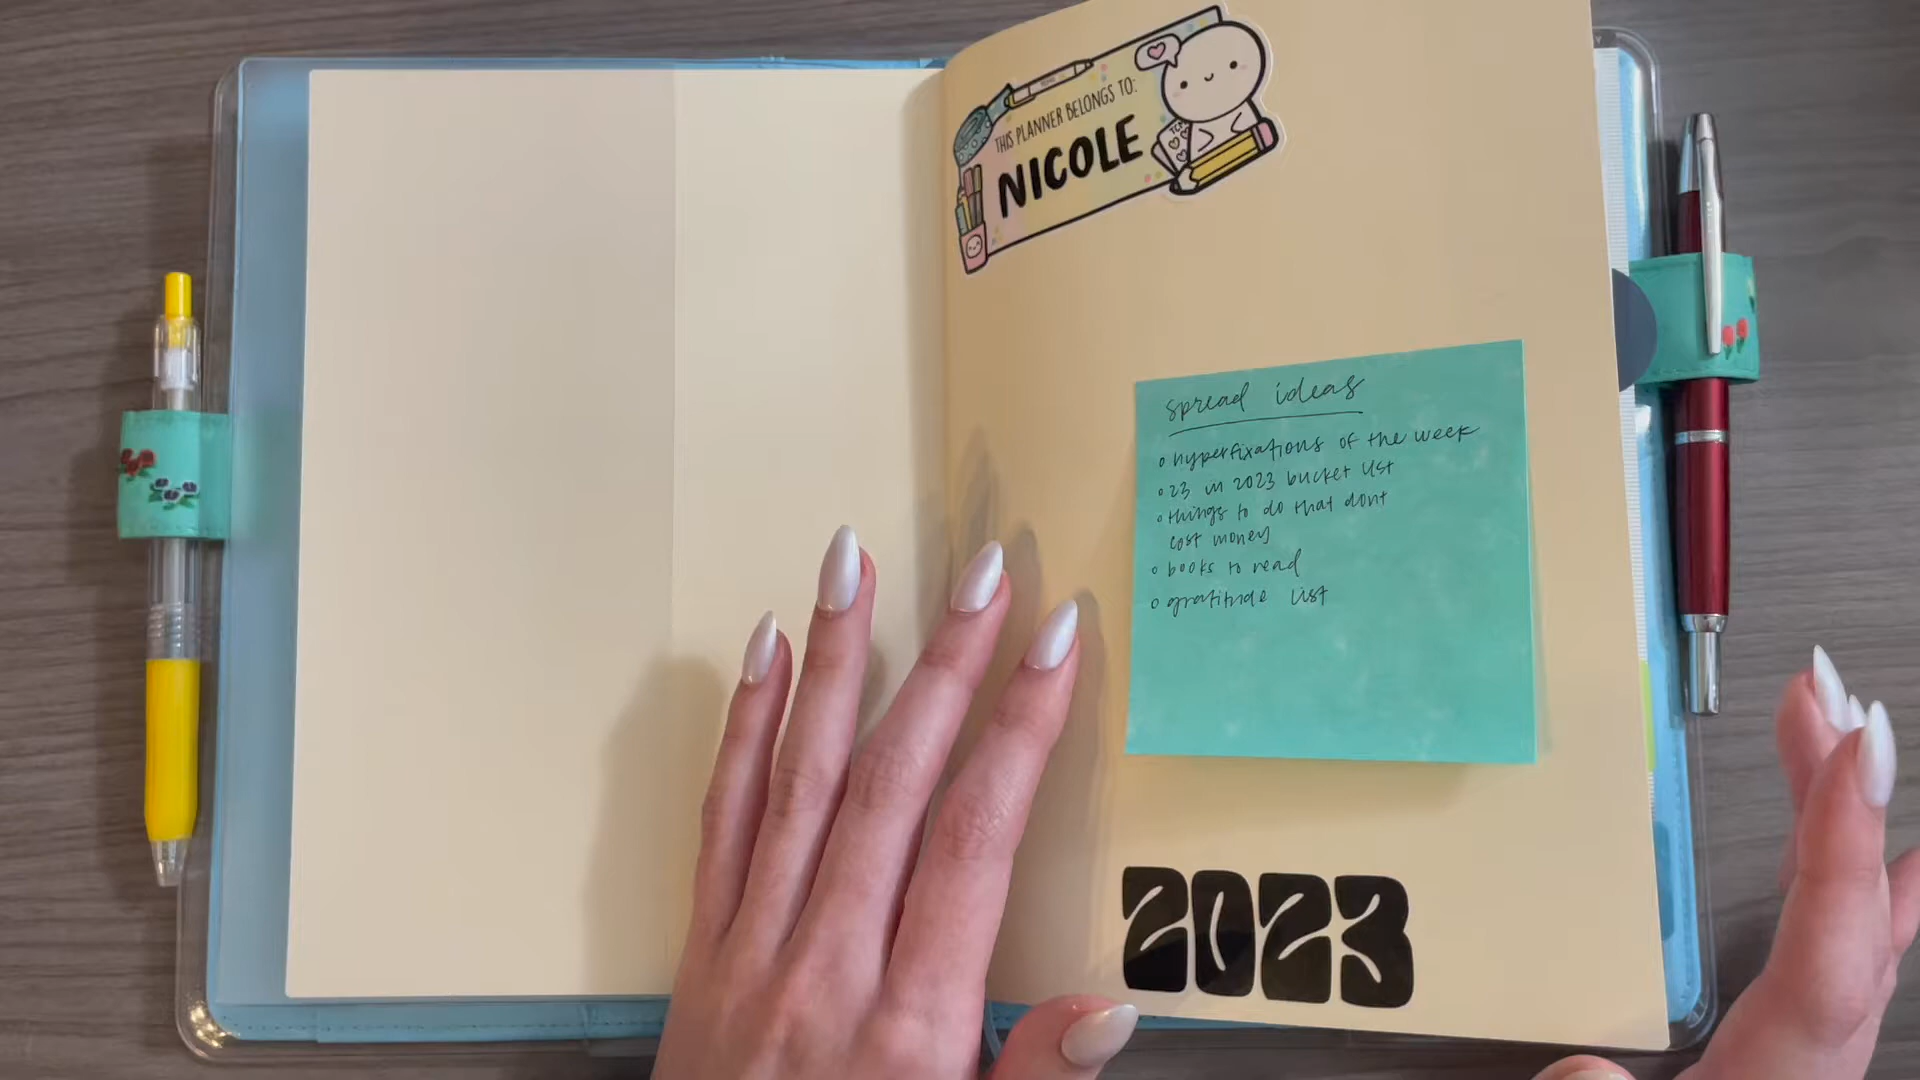 THIS PLANNER BELONGS TO:
NICOLE
spread ideas
hyperfixations of the week
23 in 2023 bucket list
things to do that dont
cost money
books to read
gratitude list
2023